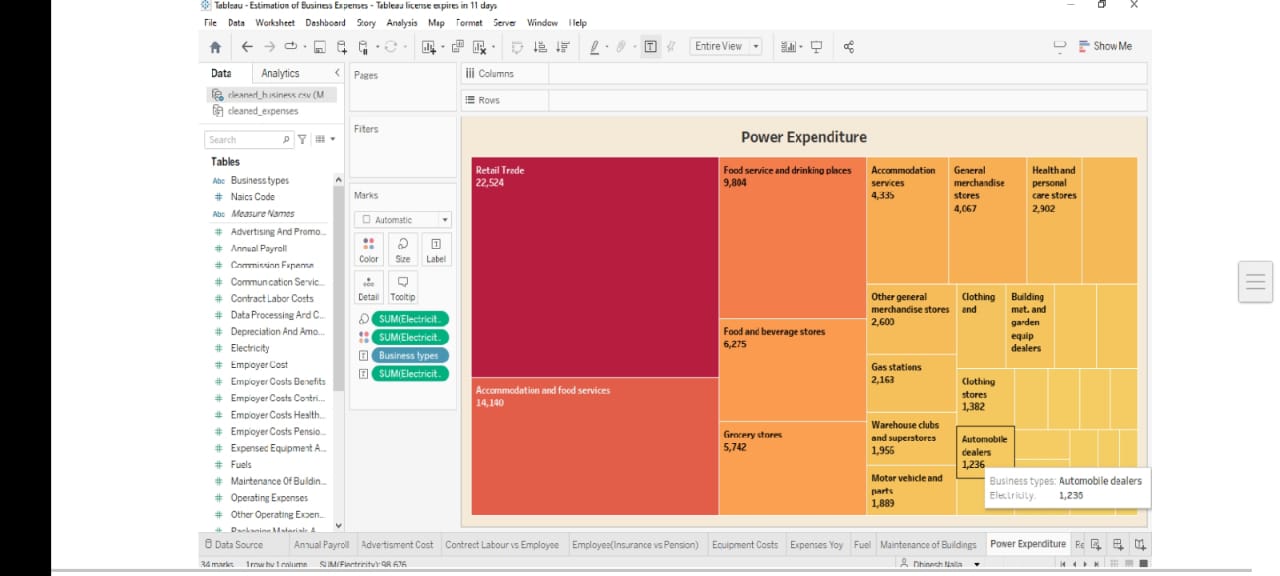 Tableau - Estimation of Business Expenses - Tableau license expires in 11 days
File Data Worksheet Dashboard Story Analysis Map Format Server Window Help
Entire View
Show Me
Data Analytics
cleaned_business.csv (M
cleaned_expenses
Search
Tables
Abc Business types
# Naics Code
Abc Measure Names
# Advertising And Promo...
# Annual Payroll
# Commission Expense
# Communication Servic...
# Contract Labor Costs
# Data Processing And C...
# Depreciation And Amo...
# Electricity
# Employer Cost
# Employer Costs Benefits
# Employer Costs Contri...
# Employer Costs Health...
# Employer Costs Pensio...
# Expensed Equipment A...
# Fuels
# Maintenance Of Buildin...
# Operating Expenses
# Other Operating Expen...
# Packaging Materials A
Pages
Filters
Marks
Automatic
Color Size Label
Detail Tooltip
SUM(Electricit..
SUM(Electricit..
Business types
SUM(Electricit..
Columns
Rows
Power Expenditure
Retail Trade
22,524
Accommodation and food services
14,140
Food service and drinking places
9,804
Food and beverage stores
6,275
Grocery stores
5,742
Accommodation
services
4,335
General
merchandise
stores
4,067
Health and
personal
care stores
2,902
Other general
merchandise stores
2,600
Clothing
and
Building
mat. and
garden
equip
dealers
Gas stations
2,163
Clothing
stores
1,382
Warehouse clubs
and superstores
1,956
Automobile
dealers
1,236
Motor vehicle and
parts
1,889
Business types: Automobile dealers
Electricity: 1,236
Data Source Annual Payroll Advertisment Cost Contrect Labour vs Employee Employee(Insurance vs Pension) Equipment Costs Expenses Yoy Fuel Maintenance of Buildings Power Expenditure Re
34 marks 1 row by 1 column SUM(Electricity): 98,676